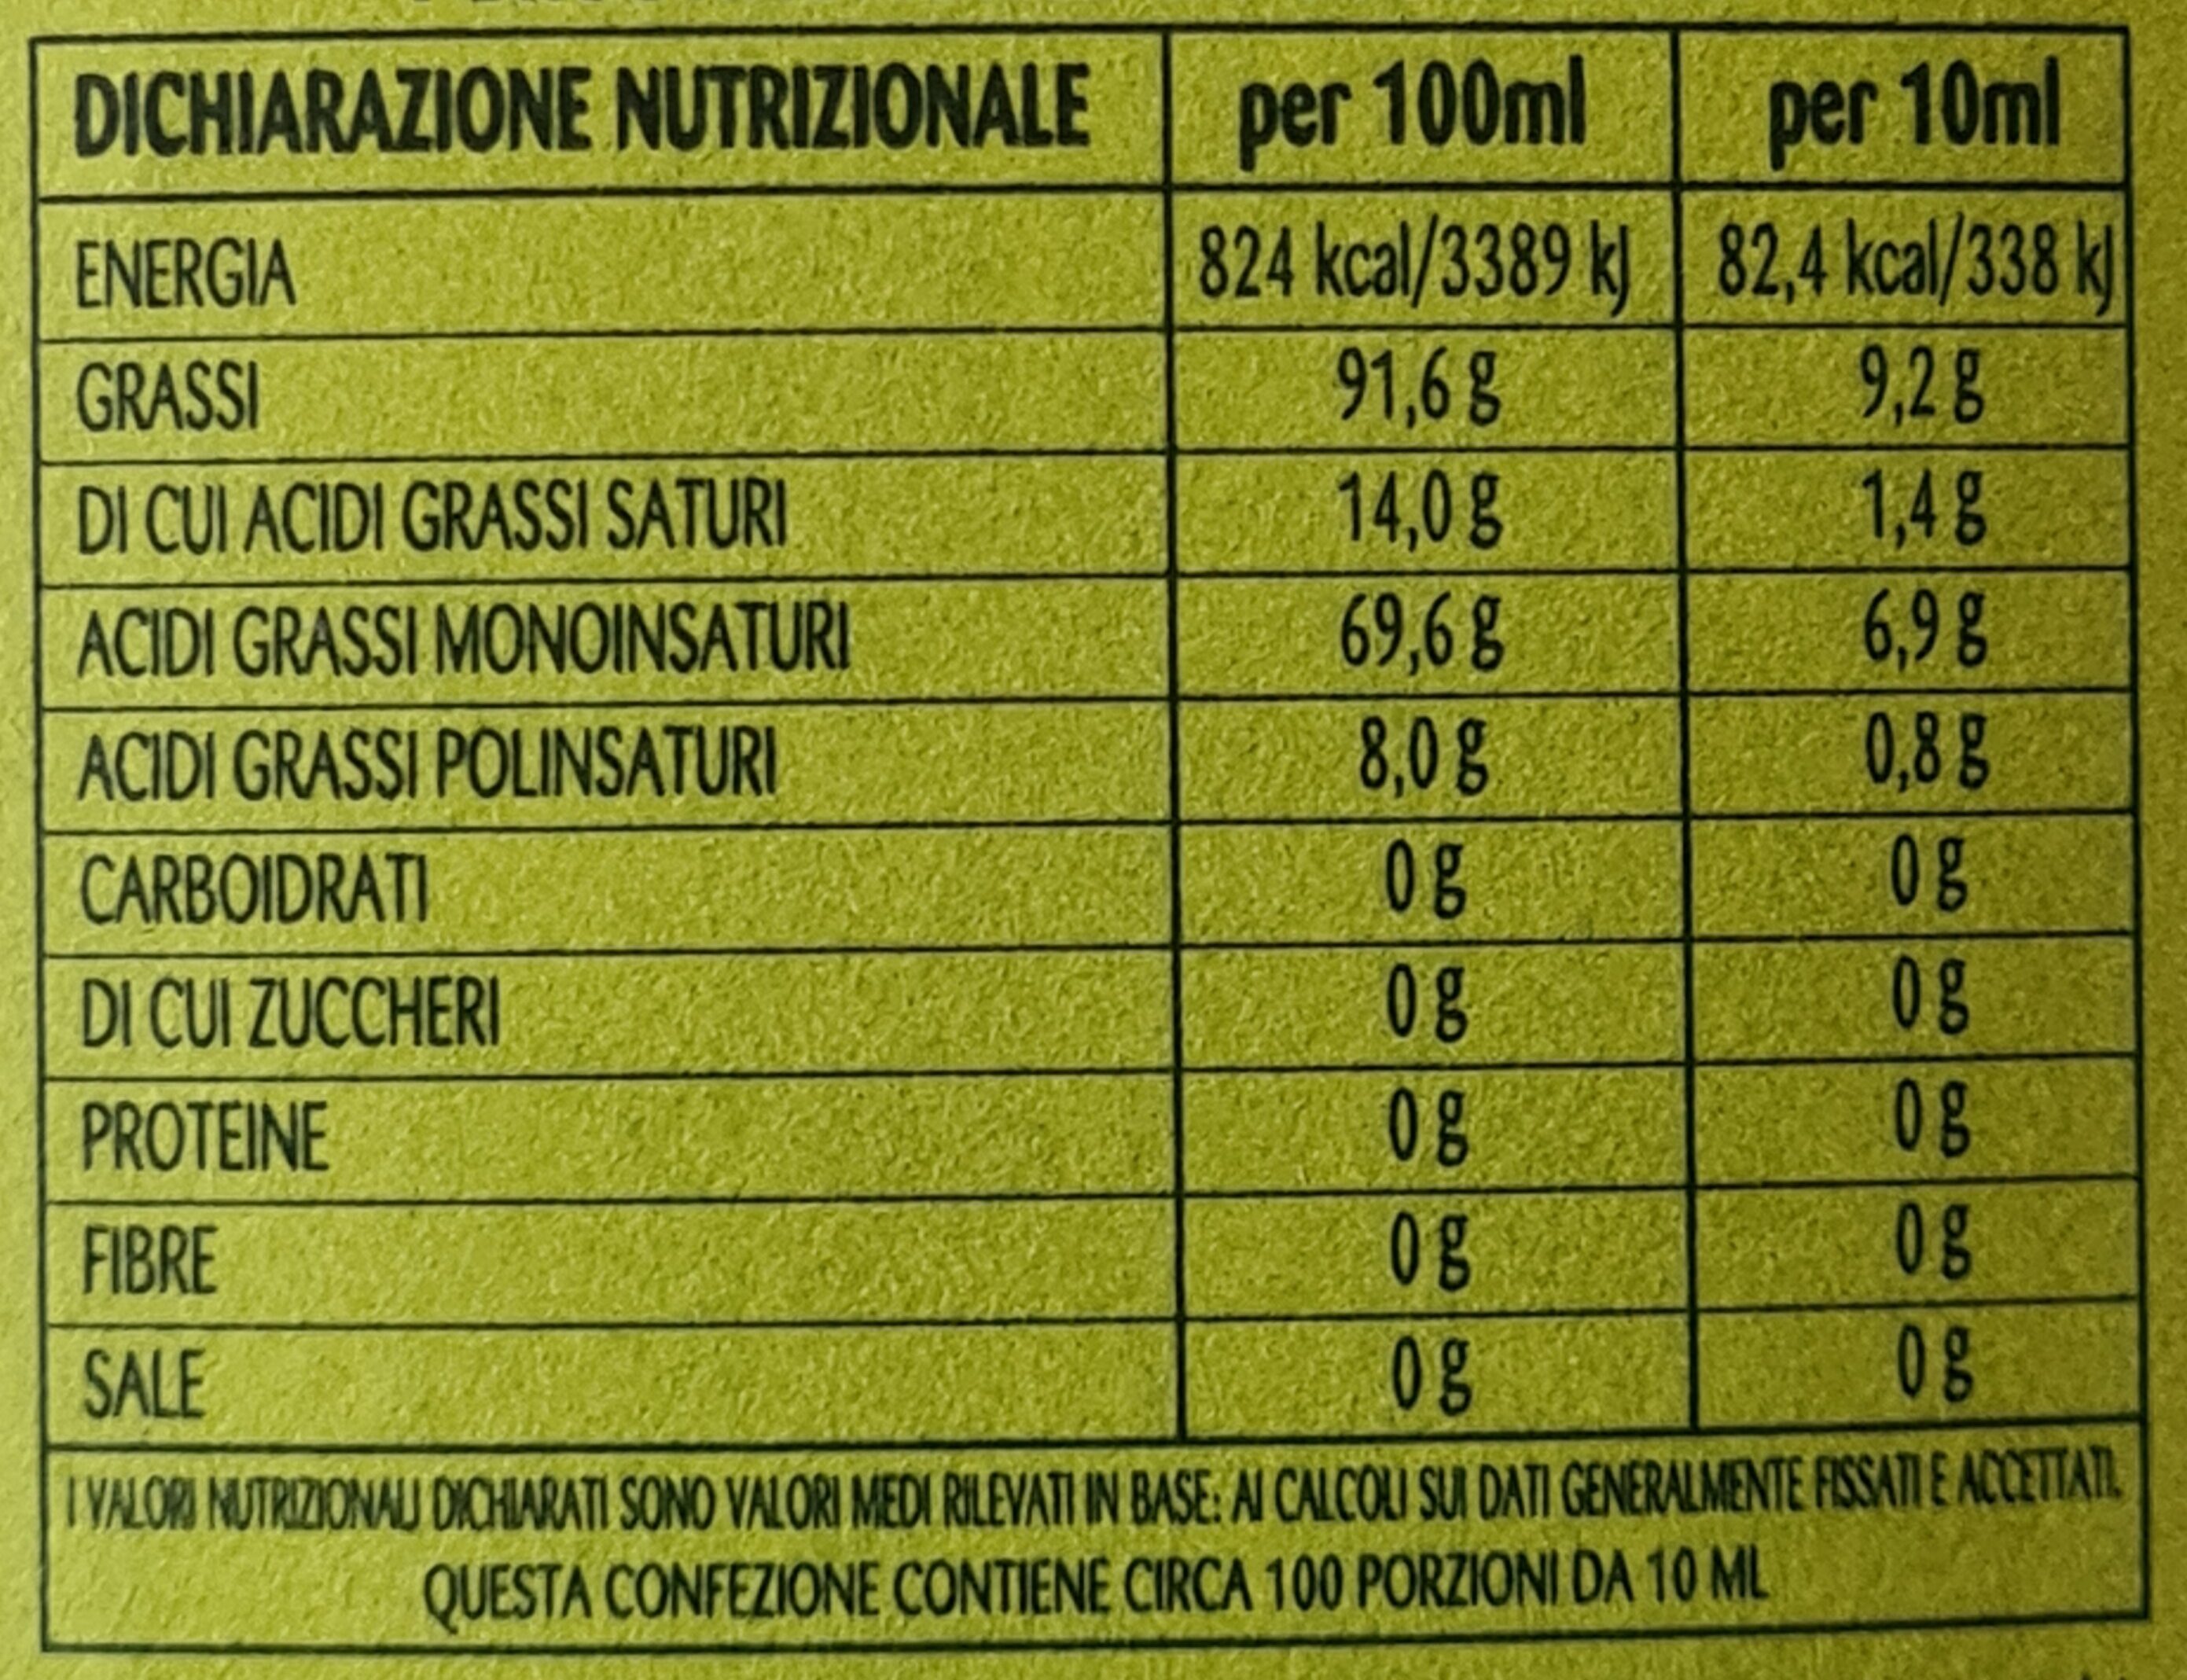 DICHIARAZIONE NUTRIZIONALE per 100ml per 10ml
ENERGIA 824 kcal/3389 kJ 82,4 kcal/338 kJ
GRASSI 91,6 g 9,2 g
DI CUI ACIDI GRASSI SATURI 14,0 g 1,4 g
ACIDI GRASSI MONOINSATURI 69,6 g 6,9 g
ACIDI GRASSI POLINSATURI 8,0 g 0,8 g
CARBOIDRATI 0 g 0 g
DI CUI ZUCCHERI 0 g 0 g
PROTEINE 0 g 0 g
FIBRE 0 g 0 g
SALE 0 g 0 g
I VALORI NUTRIZIONALI DICHIARATI SONO VALORI MEDI RILEVATI IN BASE: AI CALCOLI SUI DATI GENERALMENTE FISSATI E ACCETTATI.
QUESTA CONFEZIONE CONTIENE CIRCA 100 PORZIONI DA 10 ML